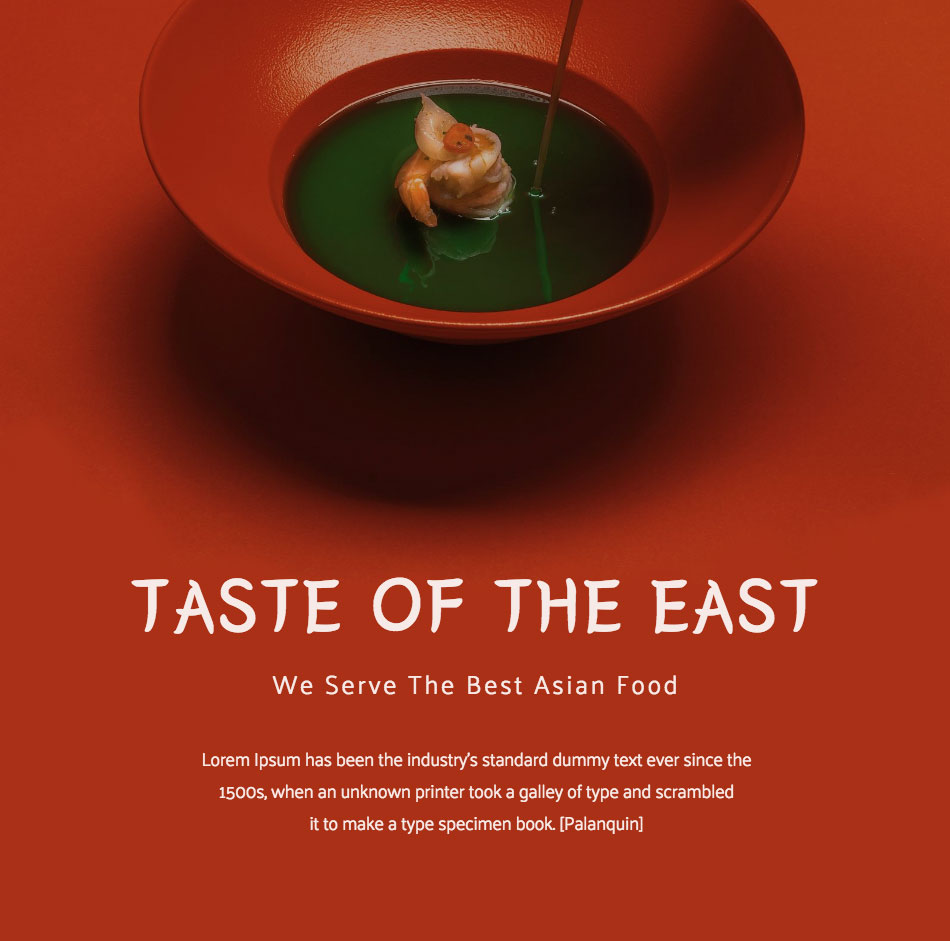 TASTE OF THE EAST
We Serve The Best Asian Food
Lorem Ipsum has been the industry's standard dummy text ever since the
1500s, when an unknown printer took a galley of type and scrambled
it to make a type specimen book. [Palanquin]